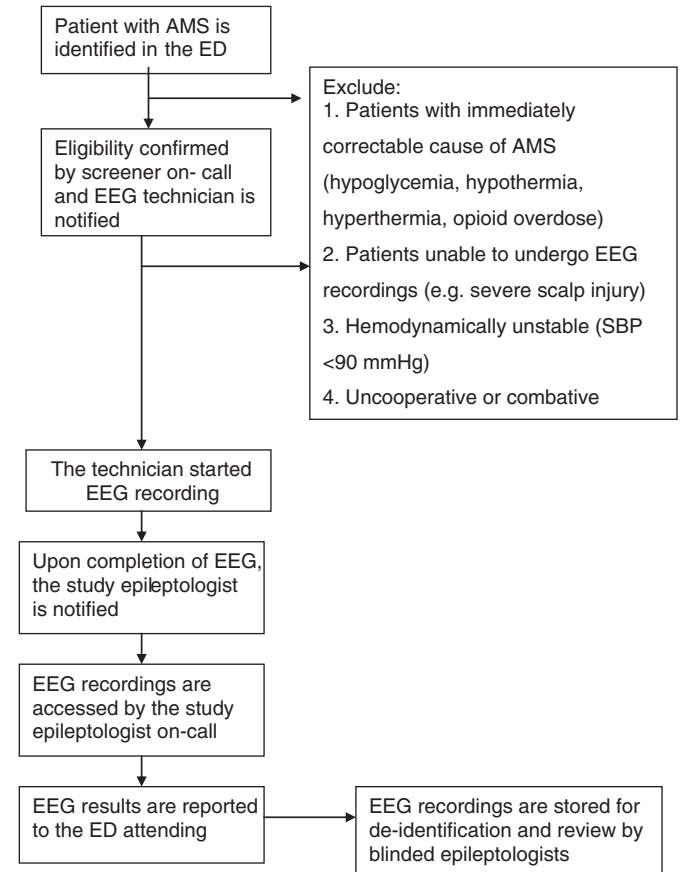 Patient with AMS is
identified in the ED
Exclude:
1. Patients with immediately
correctable cause of AMS
(hypoglycemia, hypothermia,
hyperthermia, opioid overdose)
2. Patients unable to undergo EEG
recordings (e.g. severe scalp injury)
3. Hemodynamically unstable (SBP
<90 mmHg)
4. Uncooperative or combative
Eligibility confirmed
by screener on- call
and EEG technician is
notified
The technician started
EEG recording
Upon completion of EEG,
the study epileptologist
is notified
EEG recordings are
accessed by the study
epileptologist on-call
EEG results are reported
to the ED attending
EEG recordings are stored for
de-identification and review by
blinded epileptologists